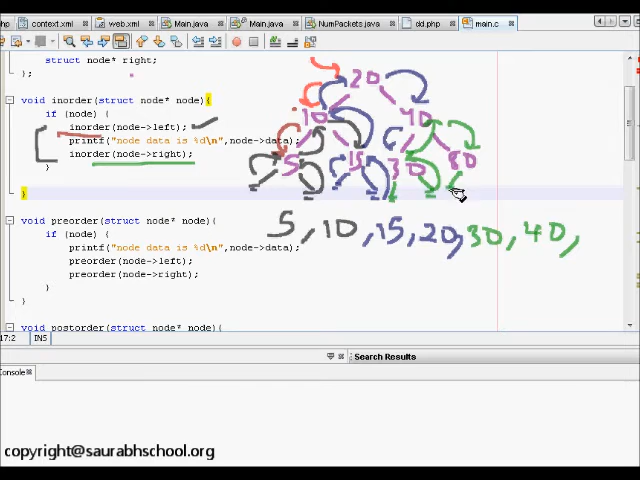 context.xml web.xml Main.java Main.java NumPackets.java dd.php main.c
struct node* right;
};
void inorder(struct node* node){
if (node) {
inorder(node->left);
printf("node data is %d\n",node->data);
inorder(node->right);
}
}
void preorder(struct node* node){
if (node) {
printf("node data is %d\n",node->data);
preorder(node->left);
preorder(node->right);
}
}
void postorder(struct node* node){
20
10 40
5 15 30 80
5, 10, 15, 20, 30, 40,
17:2 INS
Search Results
Console
copyright@saurabhschool.org